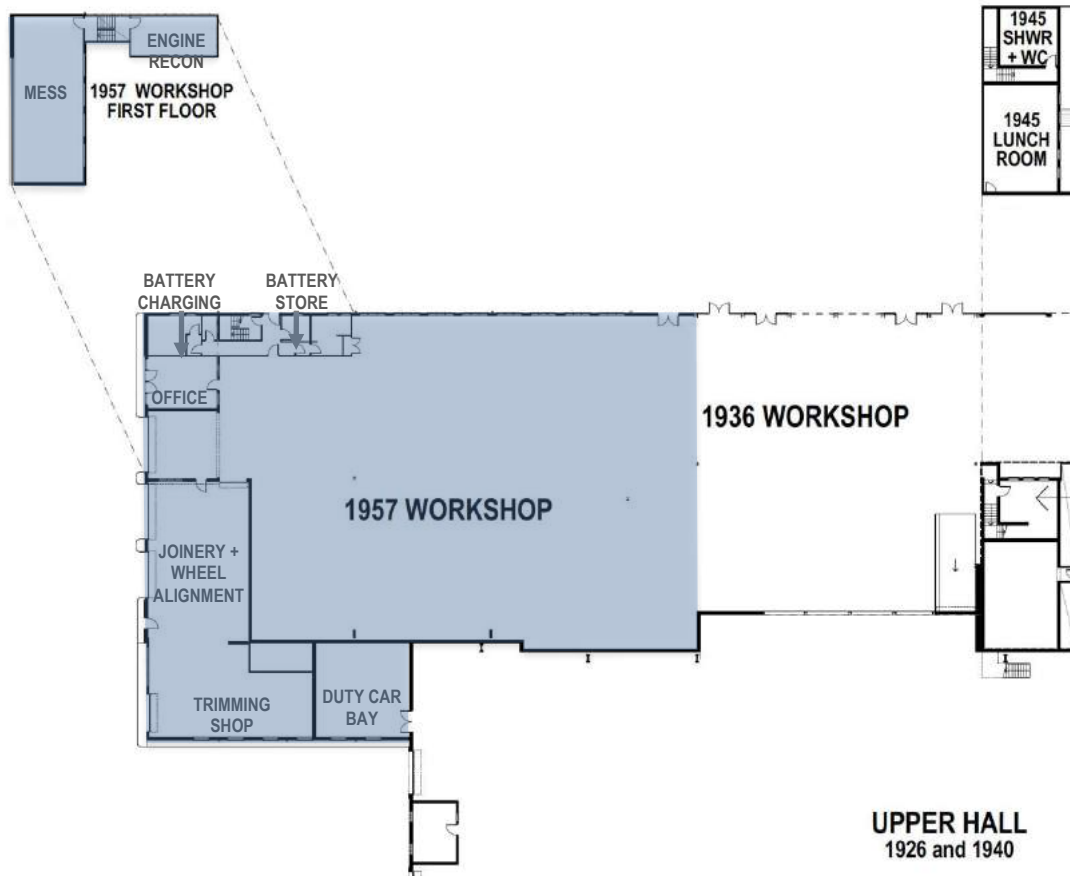 ENGINE
RECON
MESS
1957 WORKSHOP
FIRST FLOOR
1945
SHWR
+ WC
1945
LUNCH
ROOM
BATTERY
CHARGING
BATTERY
STORE
OFFICE
1936 WORKSHOP
1957 WORKSHOP
JOINERY +
WHEEL
ALIGNMENT
TRIMMING
SHOP
DUTY CAR
BAY
UPPER HALL
1926 and 1940